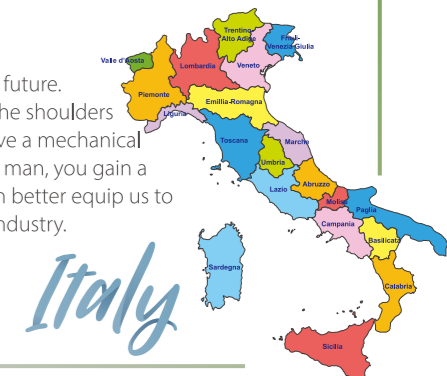 future.
he shoulders
ve a mechanical
man, you gain a
n better equip us to
ndustry.
Italy
Trentino
Alto Adige
Friuli-
Venezia Giulia
Valle d'Aosta
Lombardia
Veneto
Piemonte
Emilia-Romagna
Liguria
Toscana
Marche
Umbria
Lazio
Abruzzo
Molise
Puglia
Campania
Basilicata
Sardegna
Calabria
Sicilia